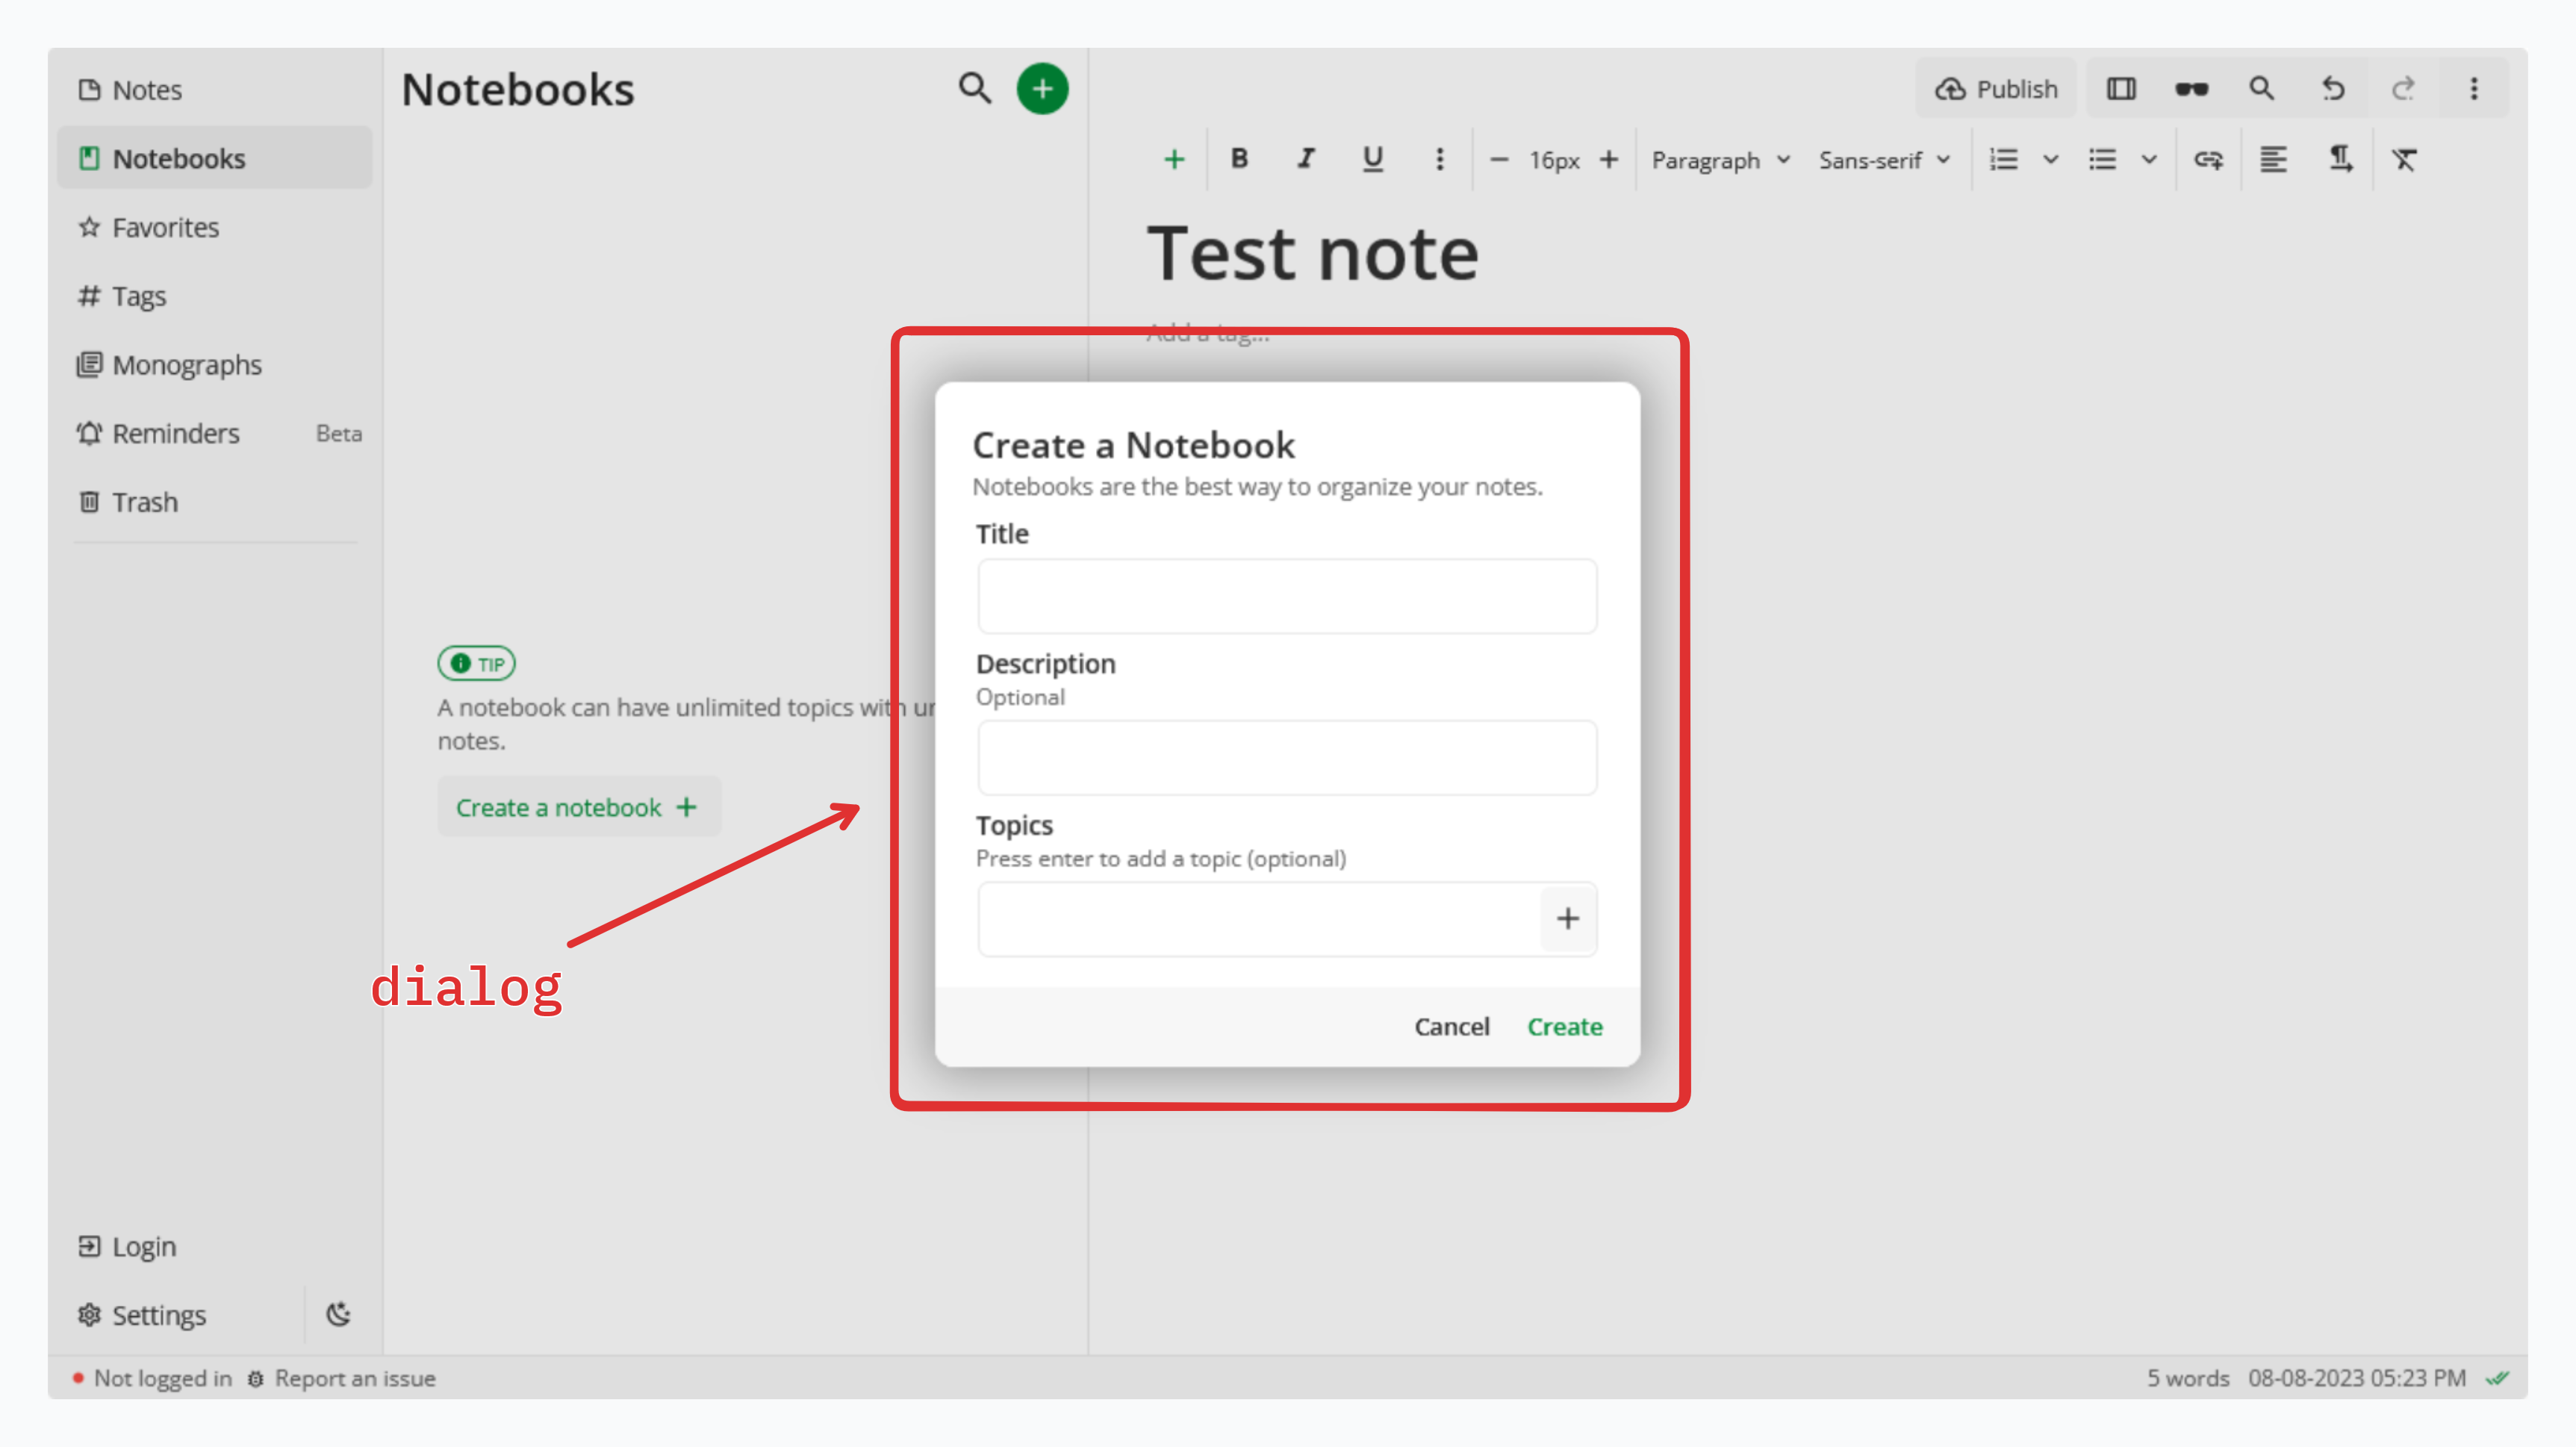 Notes
Notebooks
Favorites
Tags
Monographs
Reminders Beta
Trash
Login
Settings
Notebooks
TIP
A notebook can have unlimited topics with
notes.
Create a notebook +
dialog
Publish
+ B I U 16px + Paragraph Sans-serif
Test note
Add a tag...
Create a Notebook
Notebooks are the best way to organize your notes.
Title
Description
Optional
Topics
Press enter to add a topic (optional)
+
Cancel Create
Not logged in Report an issue
5 words 08-08-2023 05:23 PM